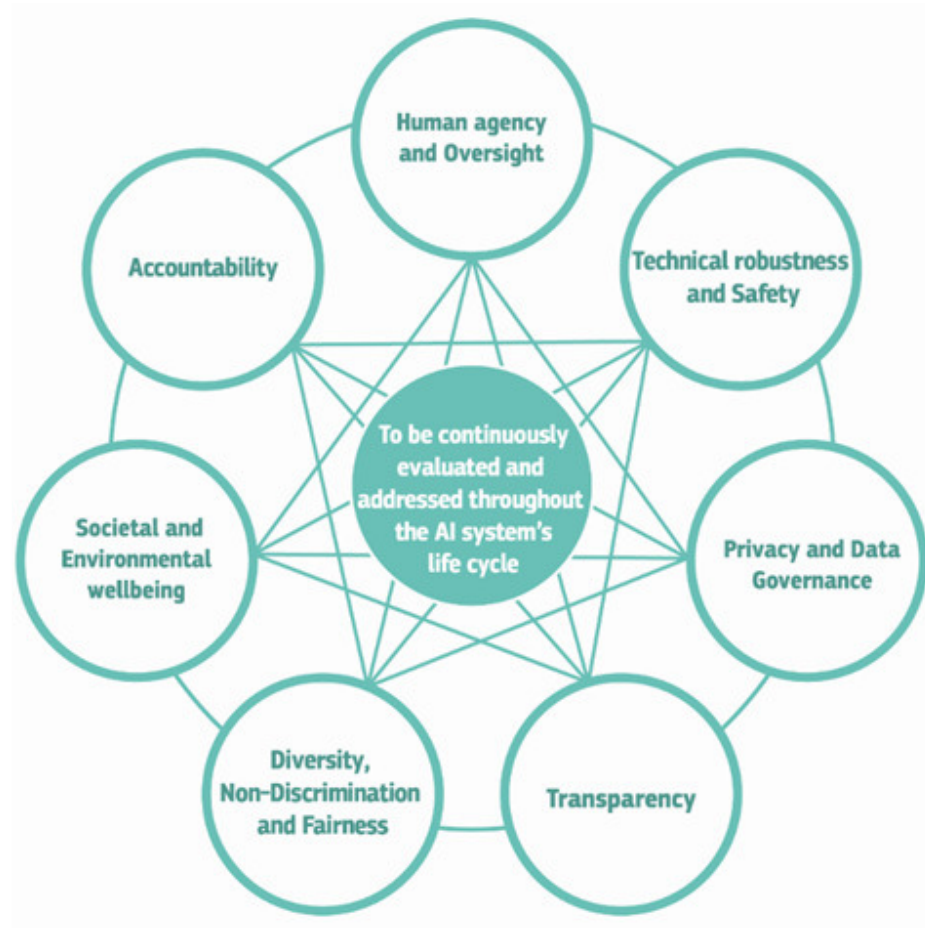 Human agency
and Oversight
Technical robustness
and Safety
Privacy and Data
Governance
Transparency
Diversity,
Non-Discrimination
and Fairness
Societal and
Environmental
wellbeing
Accountability
To be continuously
evaluated and
addressed throughout
the AI system's
life cycle